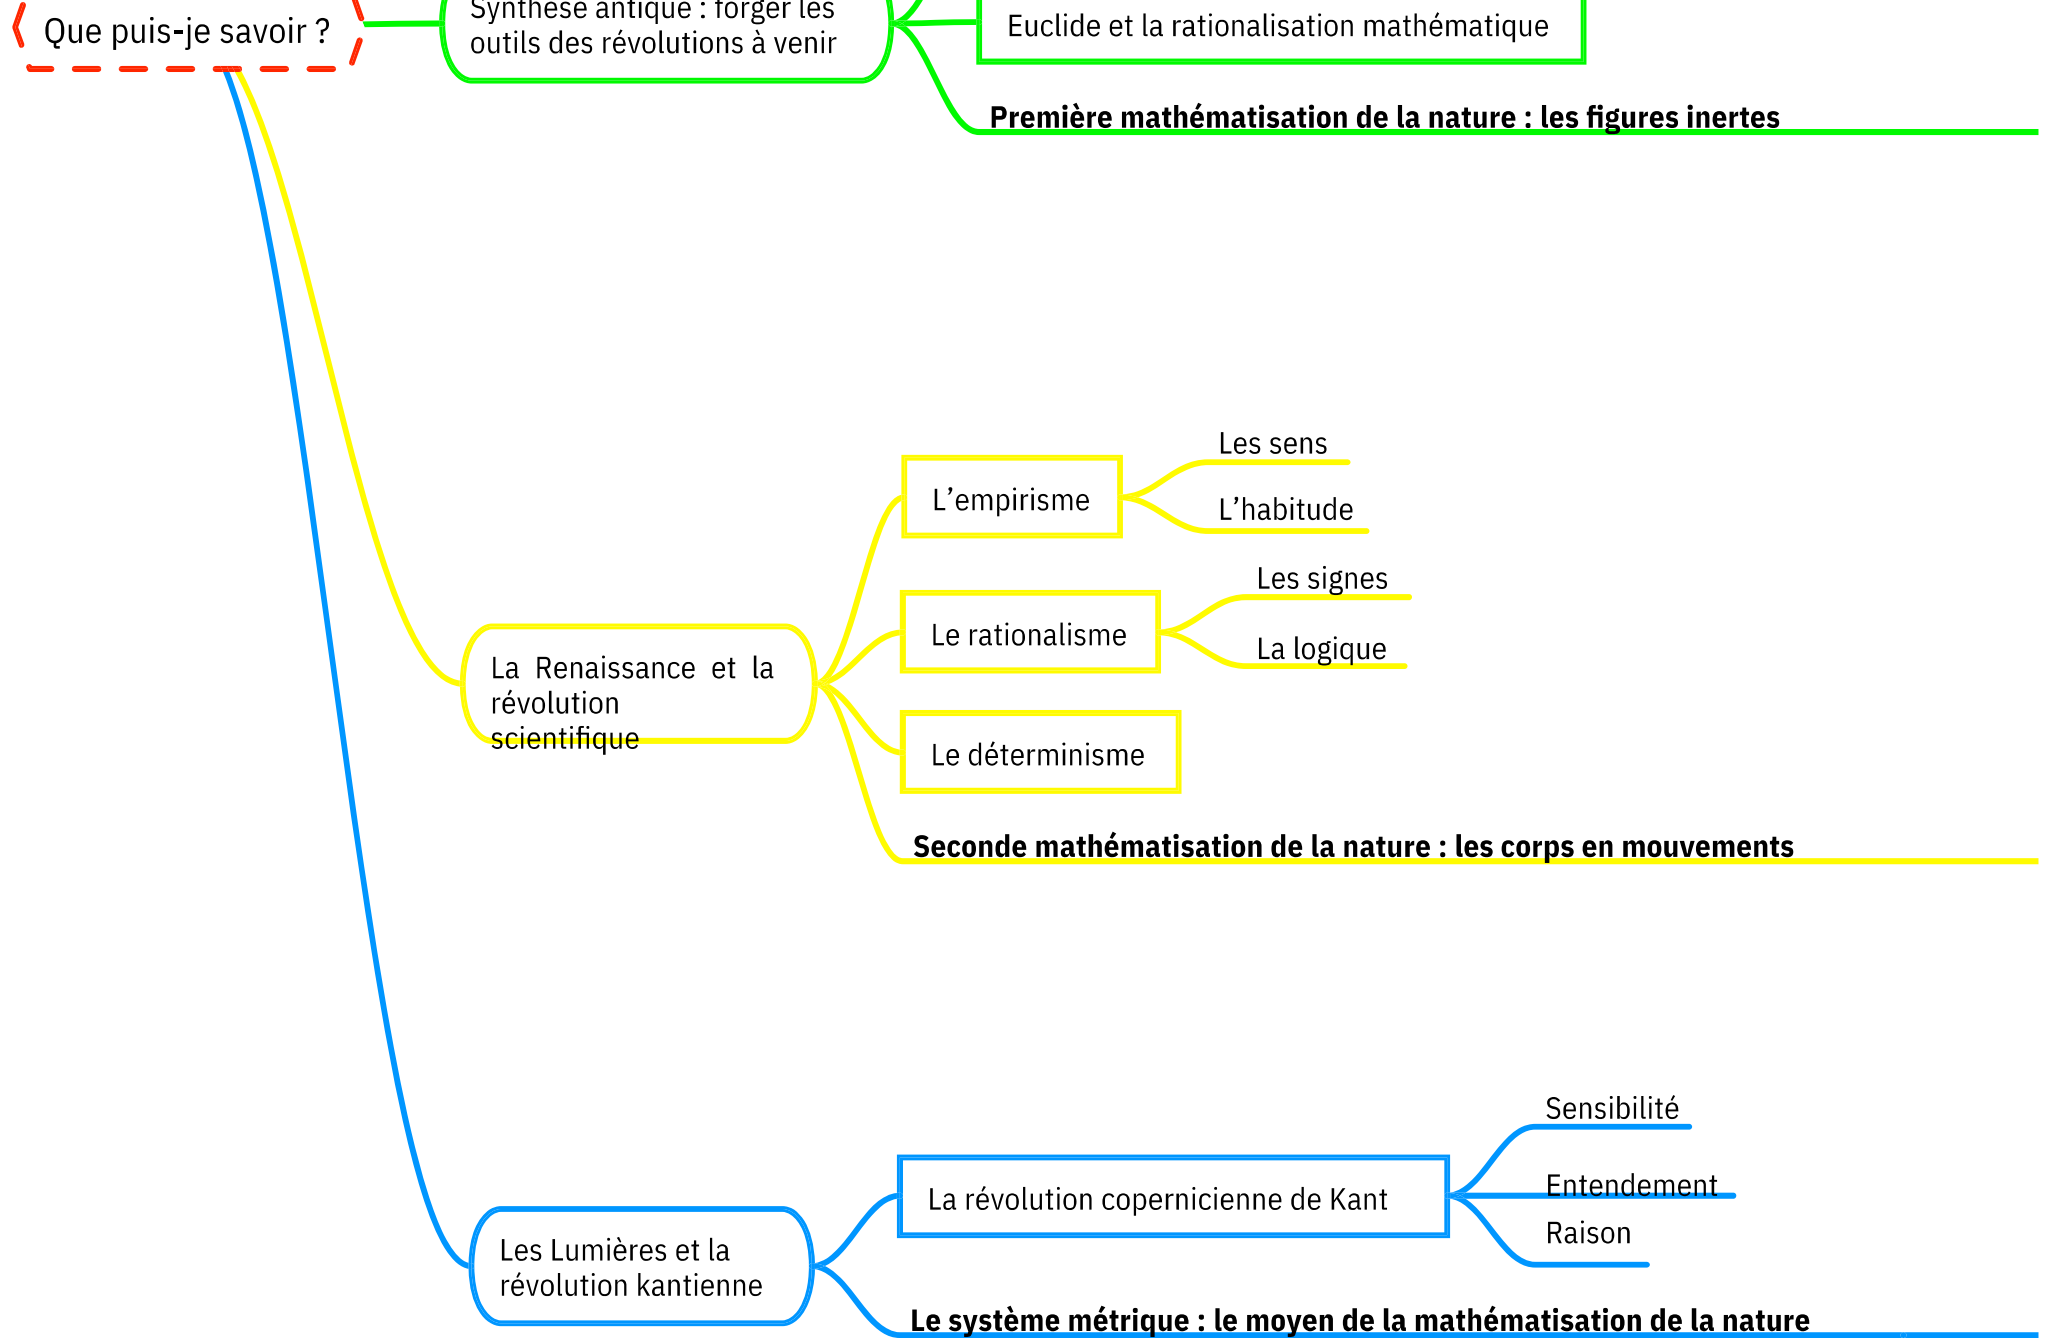 Que puis-je savoir ?
Synthèse antique : forger les
outils des révolutions à venir
Euclide et la rationalisation mathématique
Première mathématisation de la nature : les figures inertes
La Renaissance et la
révolution
scientifique
L’empirisme
Les sens
L’habitude
Le rationalisme
Les signes
La logique
Le déterminisme
Seconde mathématisation de la nature : les corps en mouvements
Les Lumières et la
révolution kantienne
La révolution copernicienne de Kant
Sensibilité
Entendement
Raison
Le système métrique : le moyen de la mathématisation de la nature